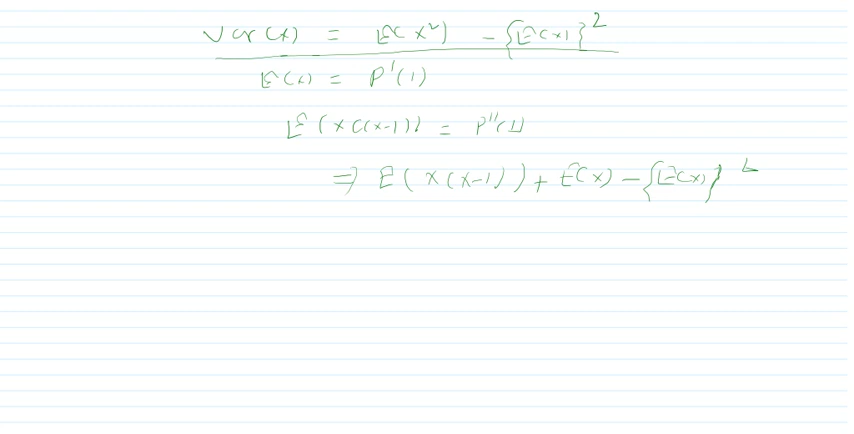 Var(x) = E(x²) - {E(x)}²
E(x) = P'(1)
E(x(x-1)) = P''(1)
⇒ E(x(x-1)) + E(x) - {E(x)}²